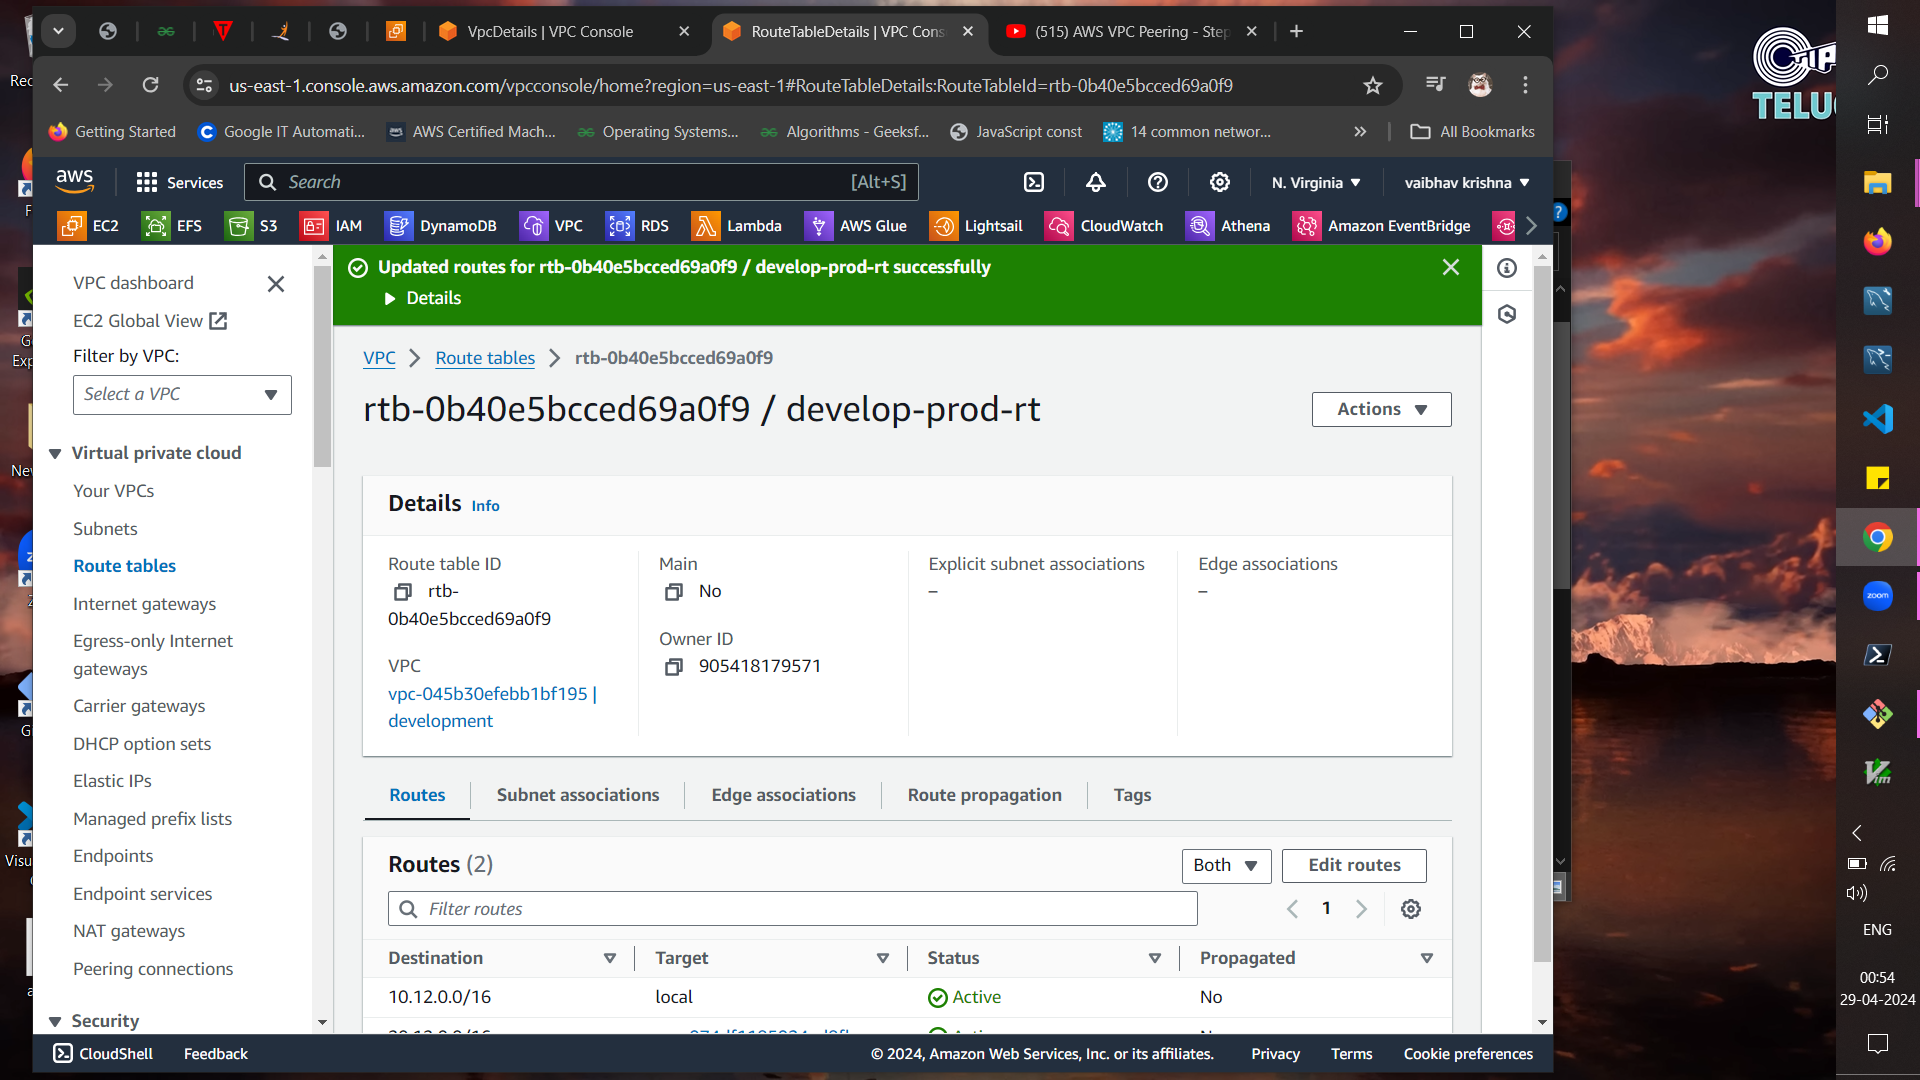 VpcDetails | VPC Console
RouteTableDetails | VPC Cons
(515) AWS VPC Peering - Step
us-east-1.console.aws.amazon.com/vpcconsole/home?region=us-east-1#RouteTableDetails:RouteTableId=rtb-0b40e5bcced69a0f9
Getting Started
Google IT Automati...
AWS Certified Mach...
Operating Systems...
Algorithms - Geeksf...
JavaScript const
14 common networ...
All Bookmarks
aws
Services
Search
[Alt+S]
N. Virginia
vaibhav krishna
EC2
EFS
S3
IAM
DynamoDB
VPC
RDS
Lambda
AWS Glue
Lightsail
CloudWatch
Athena
Amazon EventBridge
VPC dashboard
EC2 Global View
Filter by VPC:
Select a VPC
Virtual private cloud
Your VPCs
Subnets
Route tables
Internet gateways
Egress-only Internet
gateways
Carrier gateways
DHCP option sets
Elastic IPs
Managed prefix lists
Endpoints
Endpoint services
NAT gateways
Peering connections
Security
Updated routes for rtb-0b40e5bcced69a0f9 / develop-prod-rt successfully
Details
VPC
Route tables
rtb-0b40e5bcced69a0f9
rtb-0b40e5bcced69a0f9 / develop-prod-rt
Actions
Details Info
Route table ID
rtb-
0b40e5bcced69a0f9
Main
No
Explicit subnet associations
–
Edge associations
–
VPC
vpc-045b30efebb1bf195 |
development
Owner ID
905418179571
Routes
Subnet associations
Edge associations
Route propagation
Tags
Routes (2)
Both
Edit routes
Filter routes
1
Destination
Target
Status
Propagated
10.12.0.0/16
local
Active
No
CloudShell
Feedback
© 2024, Amazon Web Services, Inc. or its affiliates.
Privacy
Terms
Cookie preferences
TELU
zoom
ENG
00:54
29-04-2024